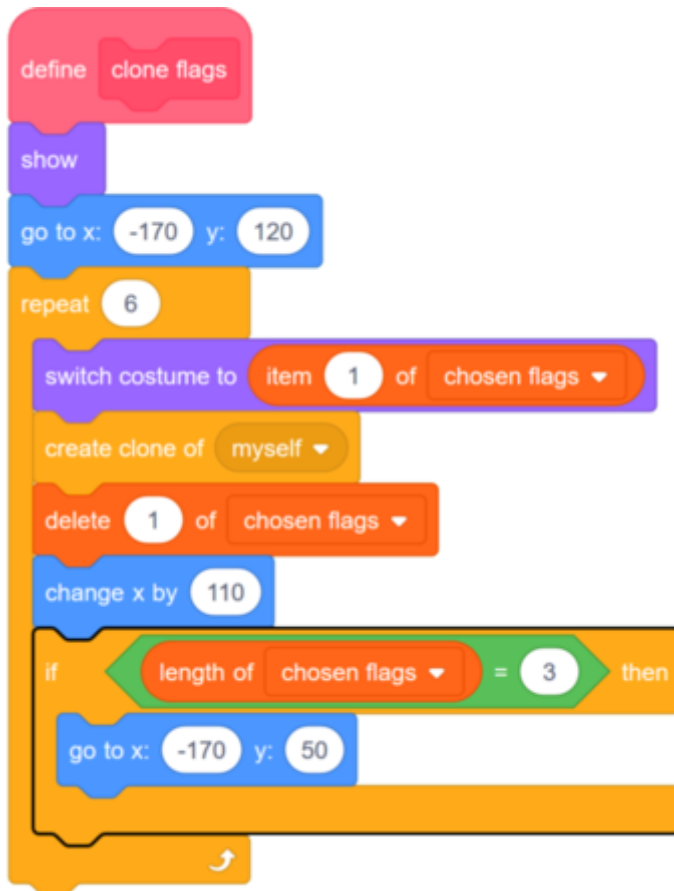 define clone flags
show
go to x: -170 y: 120
repeat 6
switch costume to item 1 of chosen flags
create clone of myself
delete 1 of chosen flags
change x by 110
if length of chosen flags = 3 then
go to x: -170 y: 50